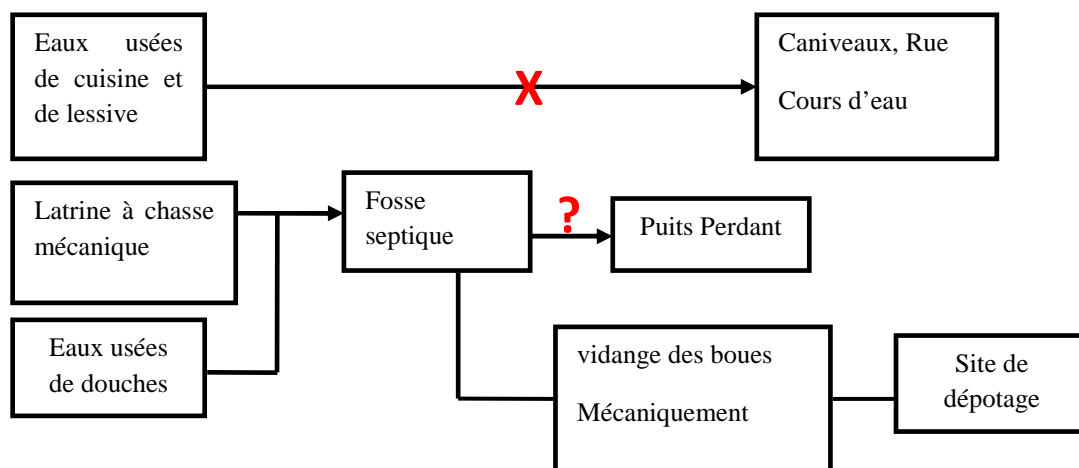 Eaux usées
de cuisine et
de lessive
X
Caniveaux, Rue
Cours d'eau
Latrine à chasse
mécanique
Fosse
septique
?
Puits Perdant
Eaux usées
de douches
vidange des boues
Mécaniquement
Site de
dépotage